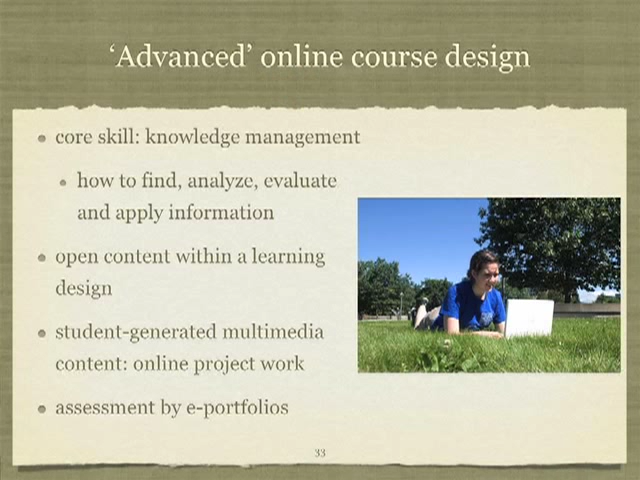 ‘Advanced’ online course design
core skill: knowledge management
how to find, analyze, evaluate
and apply information
open content within a learning
design
student-generated multimedia
content: online project work
assessment by e-portfolios
33